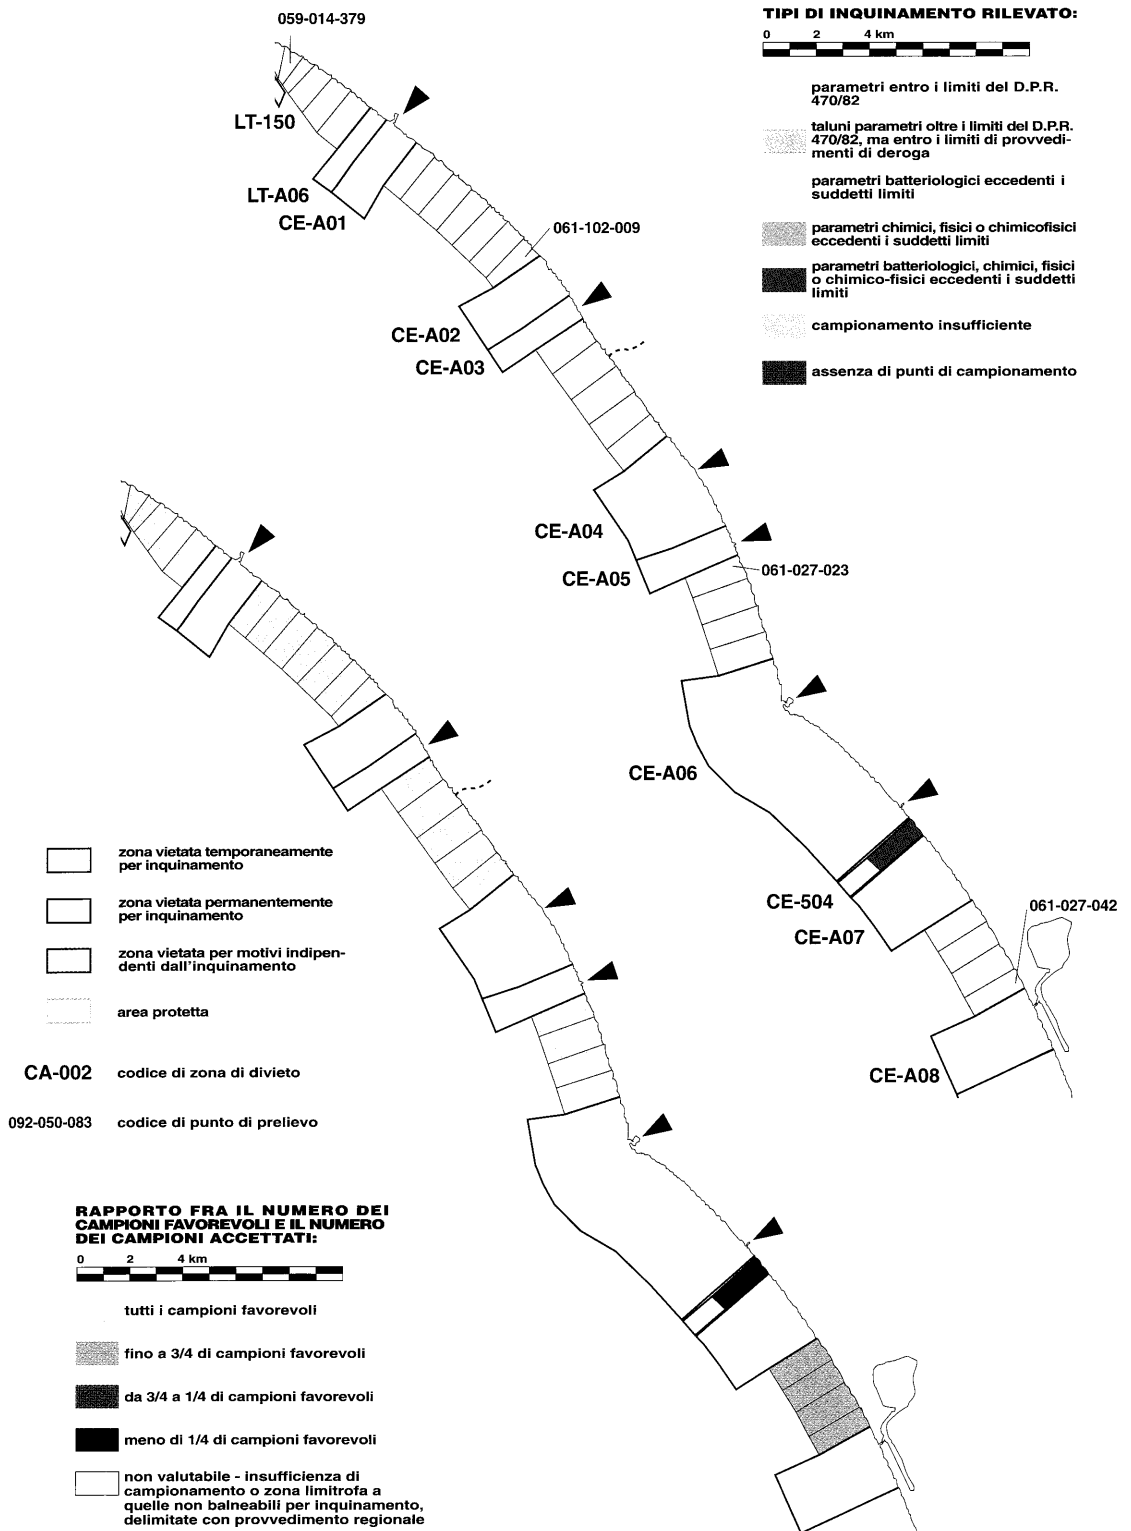 059-014-379
TIPI DI INQUINAMENTO RILEVATO:
0 2 4 km
parametri entro i limiti del D.P.R.
470/82
taluni parametri oltre i limiti del D.P.R.
470/82, ma entro i limiti di provvedi-
menti di deroga
parametri batteriologici eccedenti i
suddetti limiti
parametri chimici, fisici o chimicofisici
eccedenti i suddetti limiti
parametri batteriologici, chimici, fisici
o chimico-fisici eccedenti i suddetti
limiti
campionamento insufficiente
assenza di punti di campionamento
LT-150
LT-A06
CE-A01
061-102-009
CE-A02
CE-A03
CE-A04
CE-A05
061-027-023
CE-A06
CE-504
CE-A07
061-027-042
CE-A08
zona vietata temporaneamente
per inquinamento
zona vietata permanentemente
per inquinamento
zona vietata per motivi indipen-
denti dall'inquinamento
area protetta
CA-002 codice di zona di divieto
092-050-083 codice di punto di prelievo
RAPPORTO FRA IL NUMERO DEI
CAMPIONI FAVOREVOLI E IL NUMERO
DEI CAMPIONI ACCETTATI:
0 2 4 km
tutti i campioni favorevoli
fino a 3/4 di campioni favorevoli
da 3/4 a 1/4 di campioni favorevoli
meno di 1/4 di campioni favorevoli
non valutabile - insufficienza di
campionamento o zona limitrofa a
quelle non balneabili per inquinamento,
delimitate con provvedimento regionale